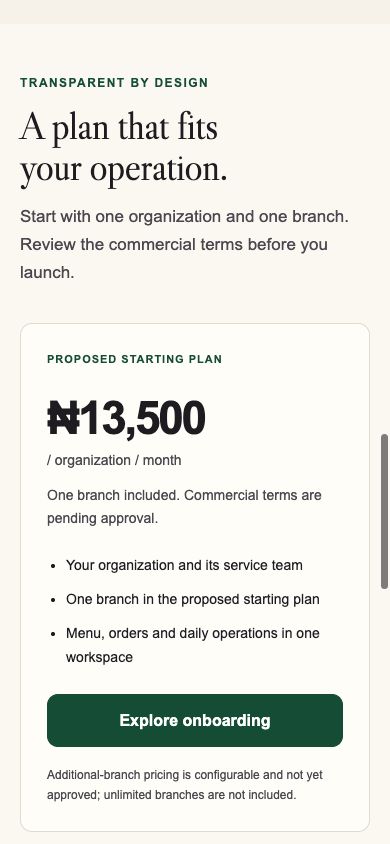 TRANSPARENT BY DESIGN
A plan that fits
your operation.
Start with one organization and one branch.
Review the commercial terms before you
launch.
PROPOSED STARTING PLAN
₦13,500
/ organization / month
One branch included. Commercial terms are
pending approval.
• Your organization and its service team
• One branch in the proposed starting plan
• Menu, orders and daily operations in one
workspace
Explore onboarding
Additional-branch pricing is configurable and not yet
approved; unlimited branches are not included.